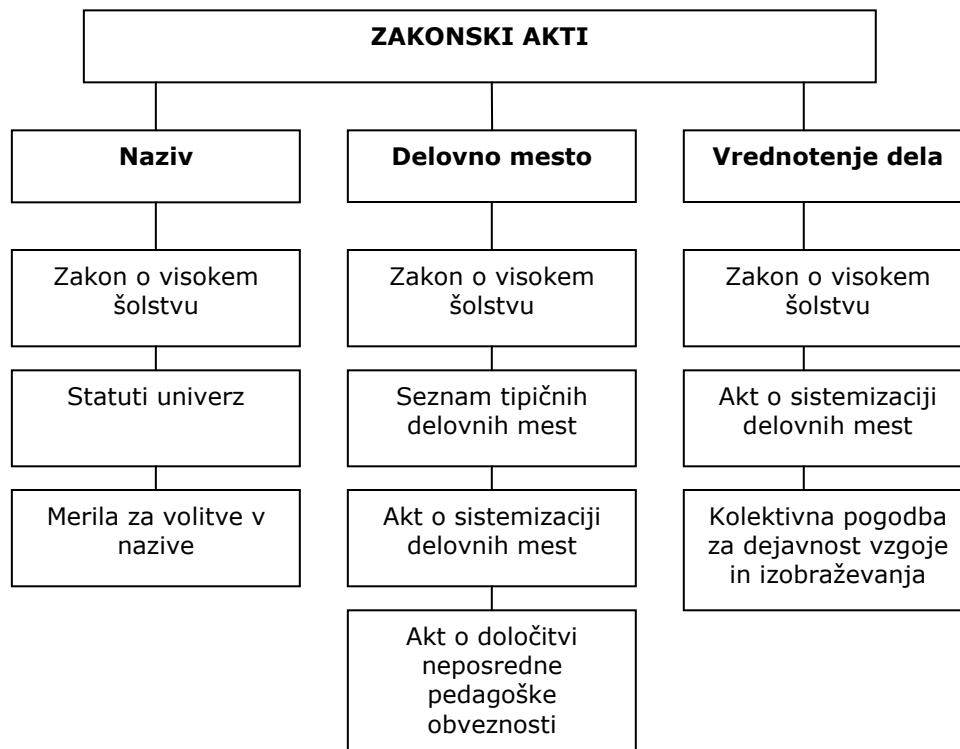 ZAKONSKI AKTI
Naziv
Delovno mesto
Vrednotenje dela
Zakon o visokem
šolstvu
Zakon o visokem
šolstvu
Zakon o visokem
šolstvu
Statuti univerz
Seznam tipičnih
delovnih mest
Akt o sistemizaciji
delovnih mest
Merila za volitve v
nazive
Akt o sistemizaciji
delovnih mest
Kolektivna pogodba
za dejavnost vzgoje
in izobraževanja
Akt o določitvi
neposredne
pedagoške
obveznosti